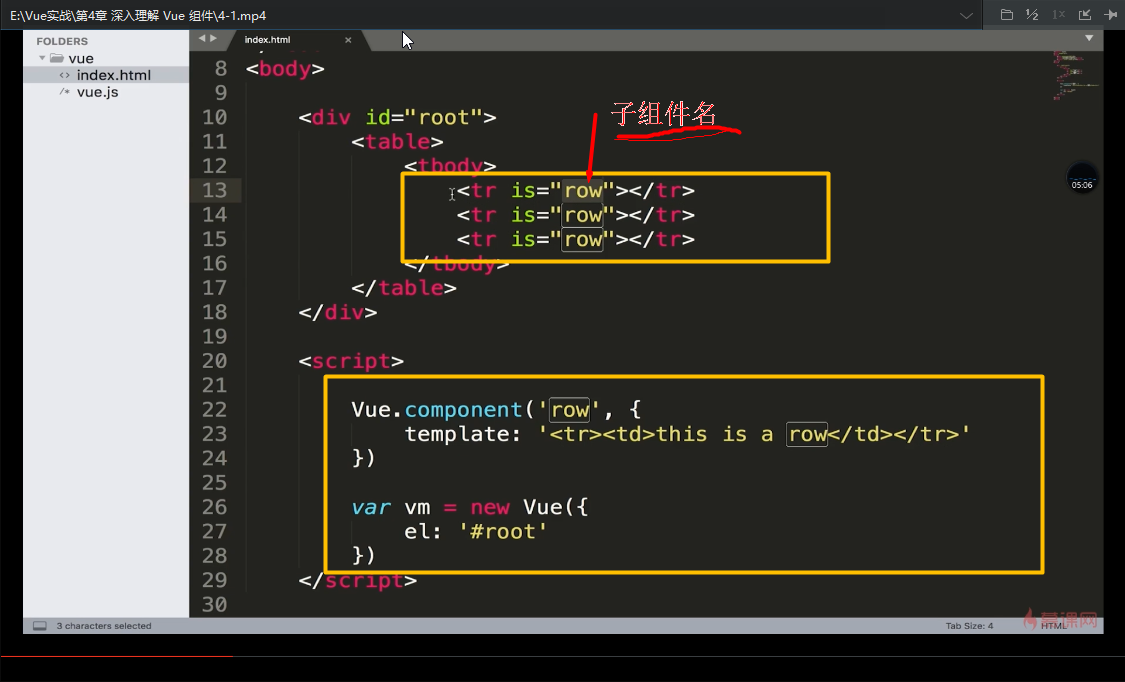 E:\Vue实战\第4章 深入理解 Vue 组件\4-1.mp4
1⁄2
1×
FOLDERS
vue
<> index.html
/* vue.js
index.html ×
8 <body>
9
10 <div id="root">
子组件名
11 <table>
12 <tbody>
13 <tr is="row"></tr>
05:06
14 <tr is="row"></tr>
15 <tr is="row"></tr>
16 </tbody>
17 </table>
18 </div>
19
20 <script>
21
22 Vue.component('row', {
23 template: '<tr><td>this is a row</td></tr>'
24 })
25
26 var vm = new Vue({
27 el: '#root'
28 })
29 </script>
30
慕课网
3 characters selected
Tab Size: 4
HTML